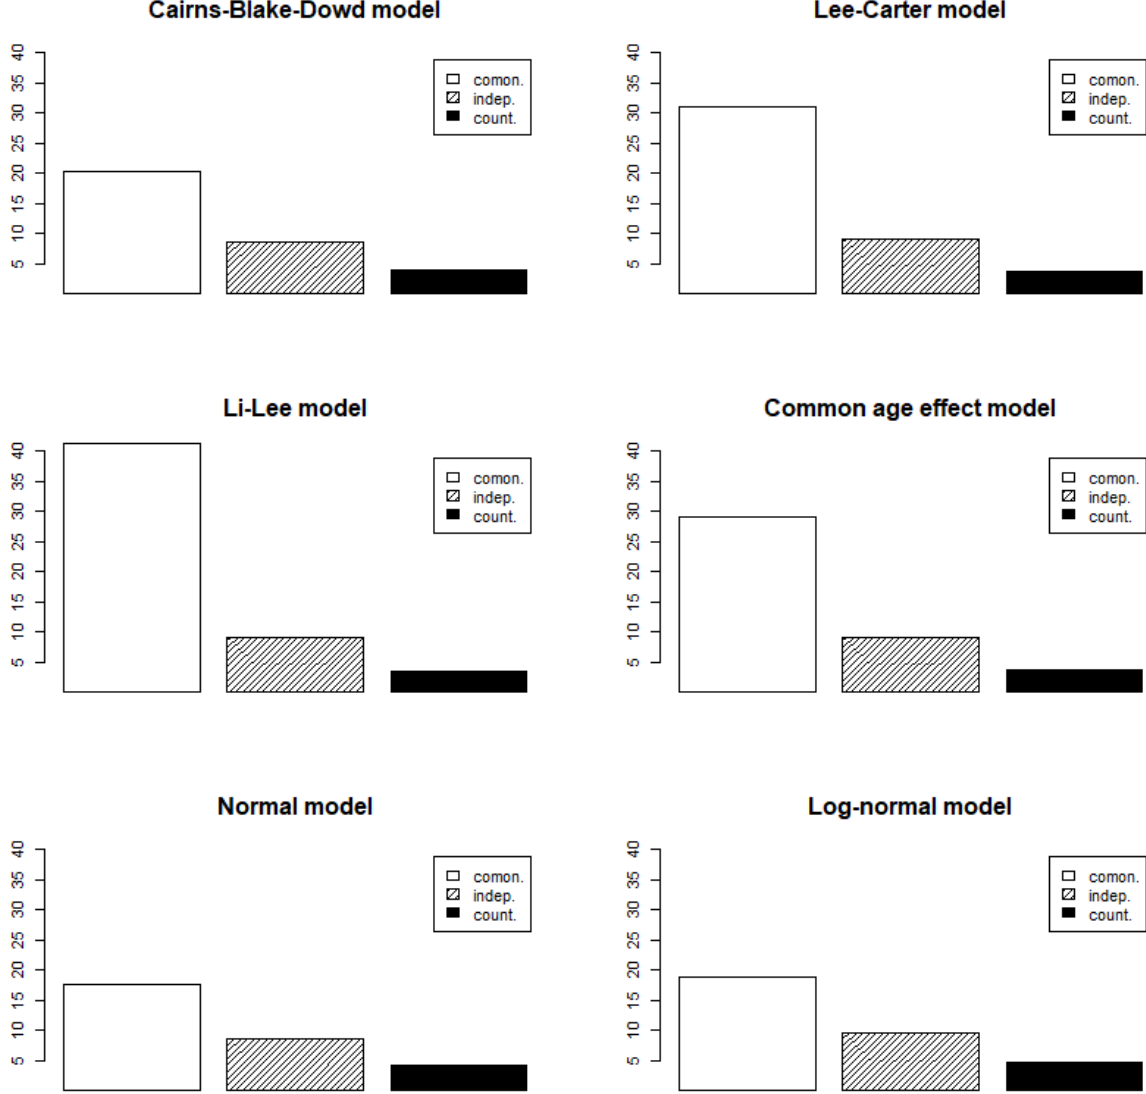 Cairns-Blake-Dowd model
40
35
30
25
20
15
10
5
comon.
indep.
count.
Lee-Carter model
40
35
30
25
20
15
10
5
comon.
indep.
count.
Li-Lee model
40
35
30
25
20
15
10
5
comon.
indep.
count.
Common age effect model
40
35
30
25
20
15
10
5
comon.
indep.
count.
Normal model
40
35
30
25
20
15
10
5
comon.
indep.
count.
Log-normal model
40
35
30
25
20
15
10
5
comon.
indep.
count.